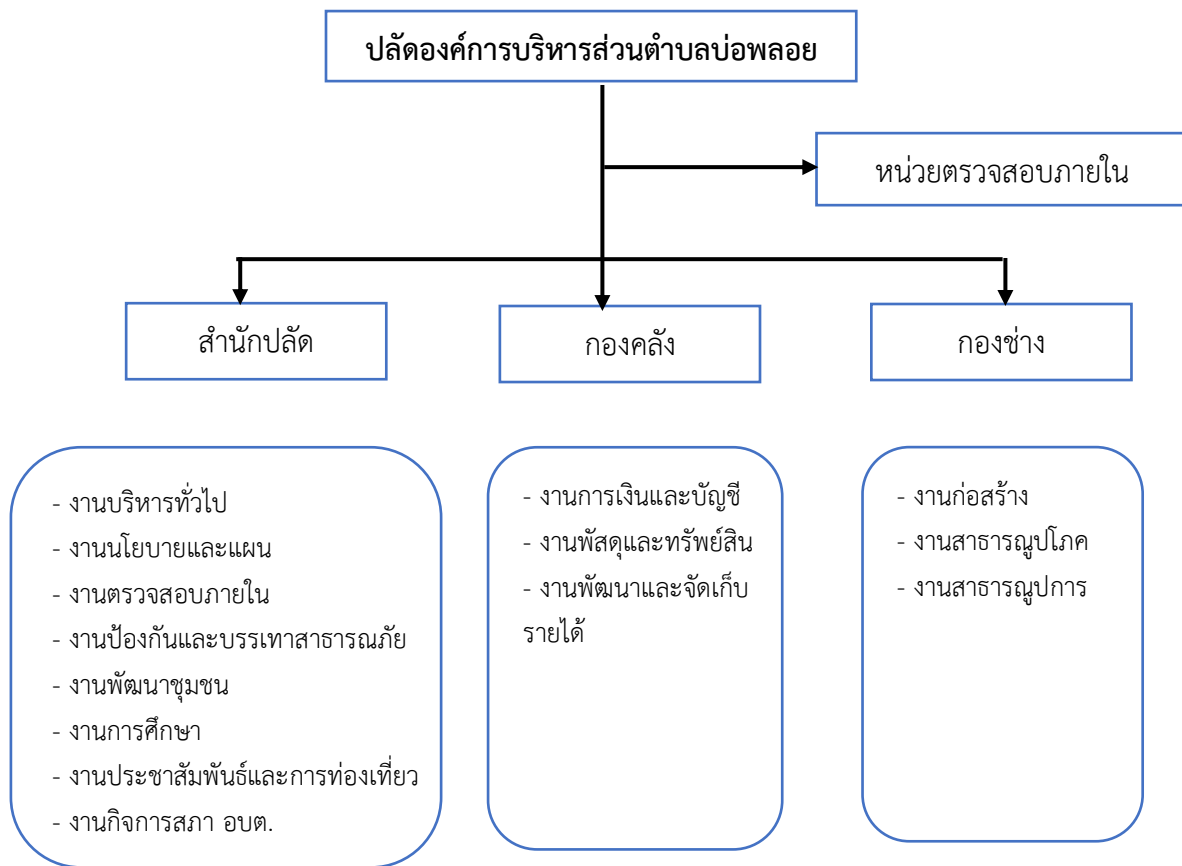 ปลัดองค์การบริหารส่วนตำบลบ่อพลอย
หน่วยตรวจสอบภายใน
สำนักปลัด
กองคลัง
กองช่าง
- งานบริหารทั่วไป
- งานนโยบายและแผน
- งานตรวจสอบภายใน
- งานป้องกันและบรรเทาสาธารณภัย
- งานพัฒนาชุมชน
- งานการศึกษา
- งานประชาสัมพันธ์และการท่องเที่ยว
- งานกิจการสภา อบต.
- งานการเงินและบัญชี
- งานพัสดุและทรัพย์สิน
- งานพัฒนาและจัดเก็บ
รายได้
- งานก่อสร้าง
- งานสาธารณูปโภค
- งานสาธารณูปการ